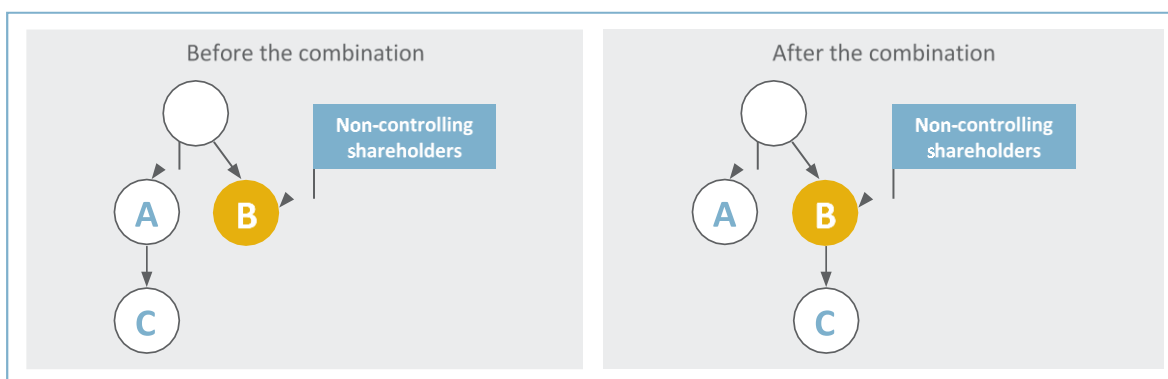 Before the combination
Non-controlling
shareholders
A
B
C
After the combination
Non-controlling
shareholders
A
B
C